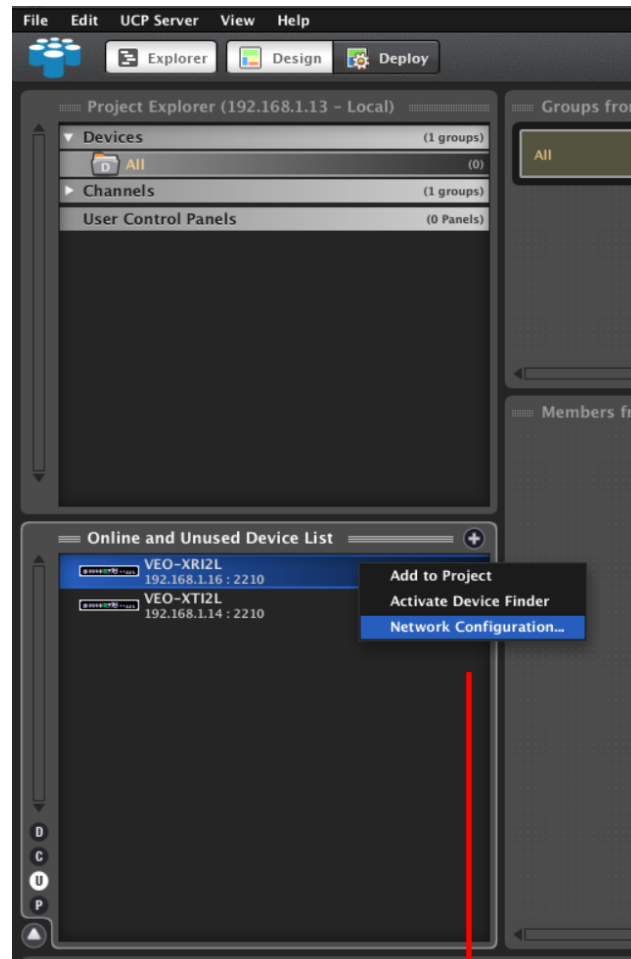 File Edit UCP Server View Help
Explorer Design Deploy
Project Explorer (192.168.1.13 - Local)
Devices (1 groups)
D All (0)
Channels (1 groups)
User Control Panels (0 Panels)
Groups fro
All
Members fr
Online and Unused Device List
VEO-XRI2L
192.168.1.16 : 2210
VEO-XTI2L
192.168.1.14 : 2210
Add to Project
Activate Device Finder
Network Configuration...
D
C
U
P